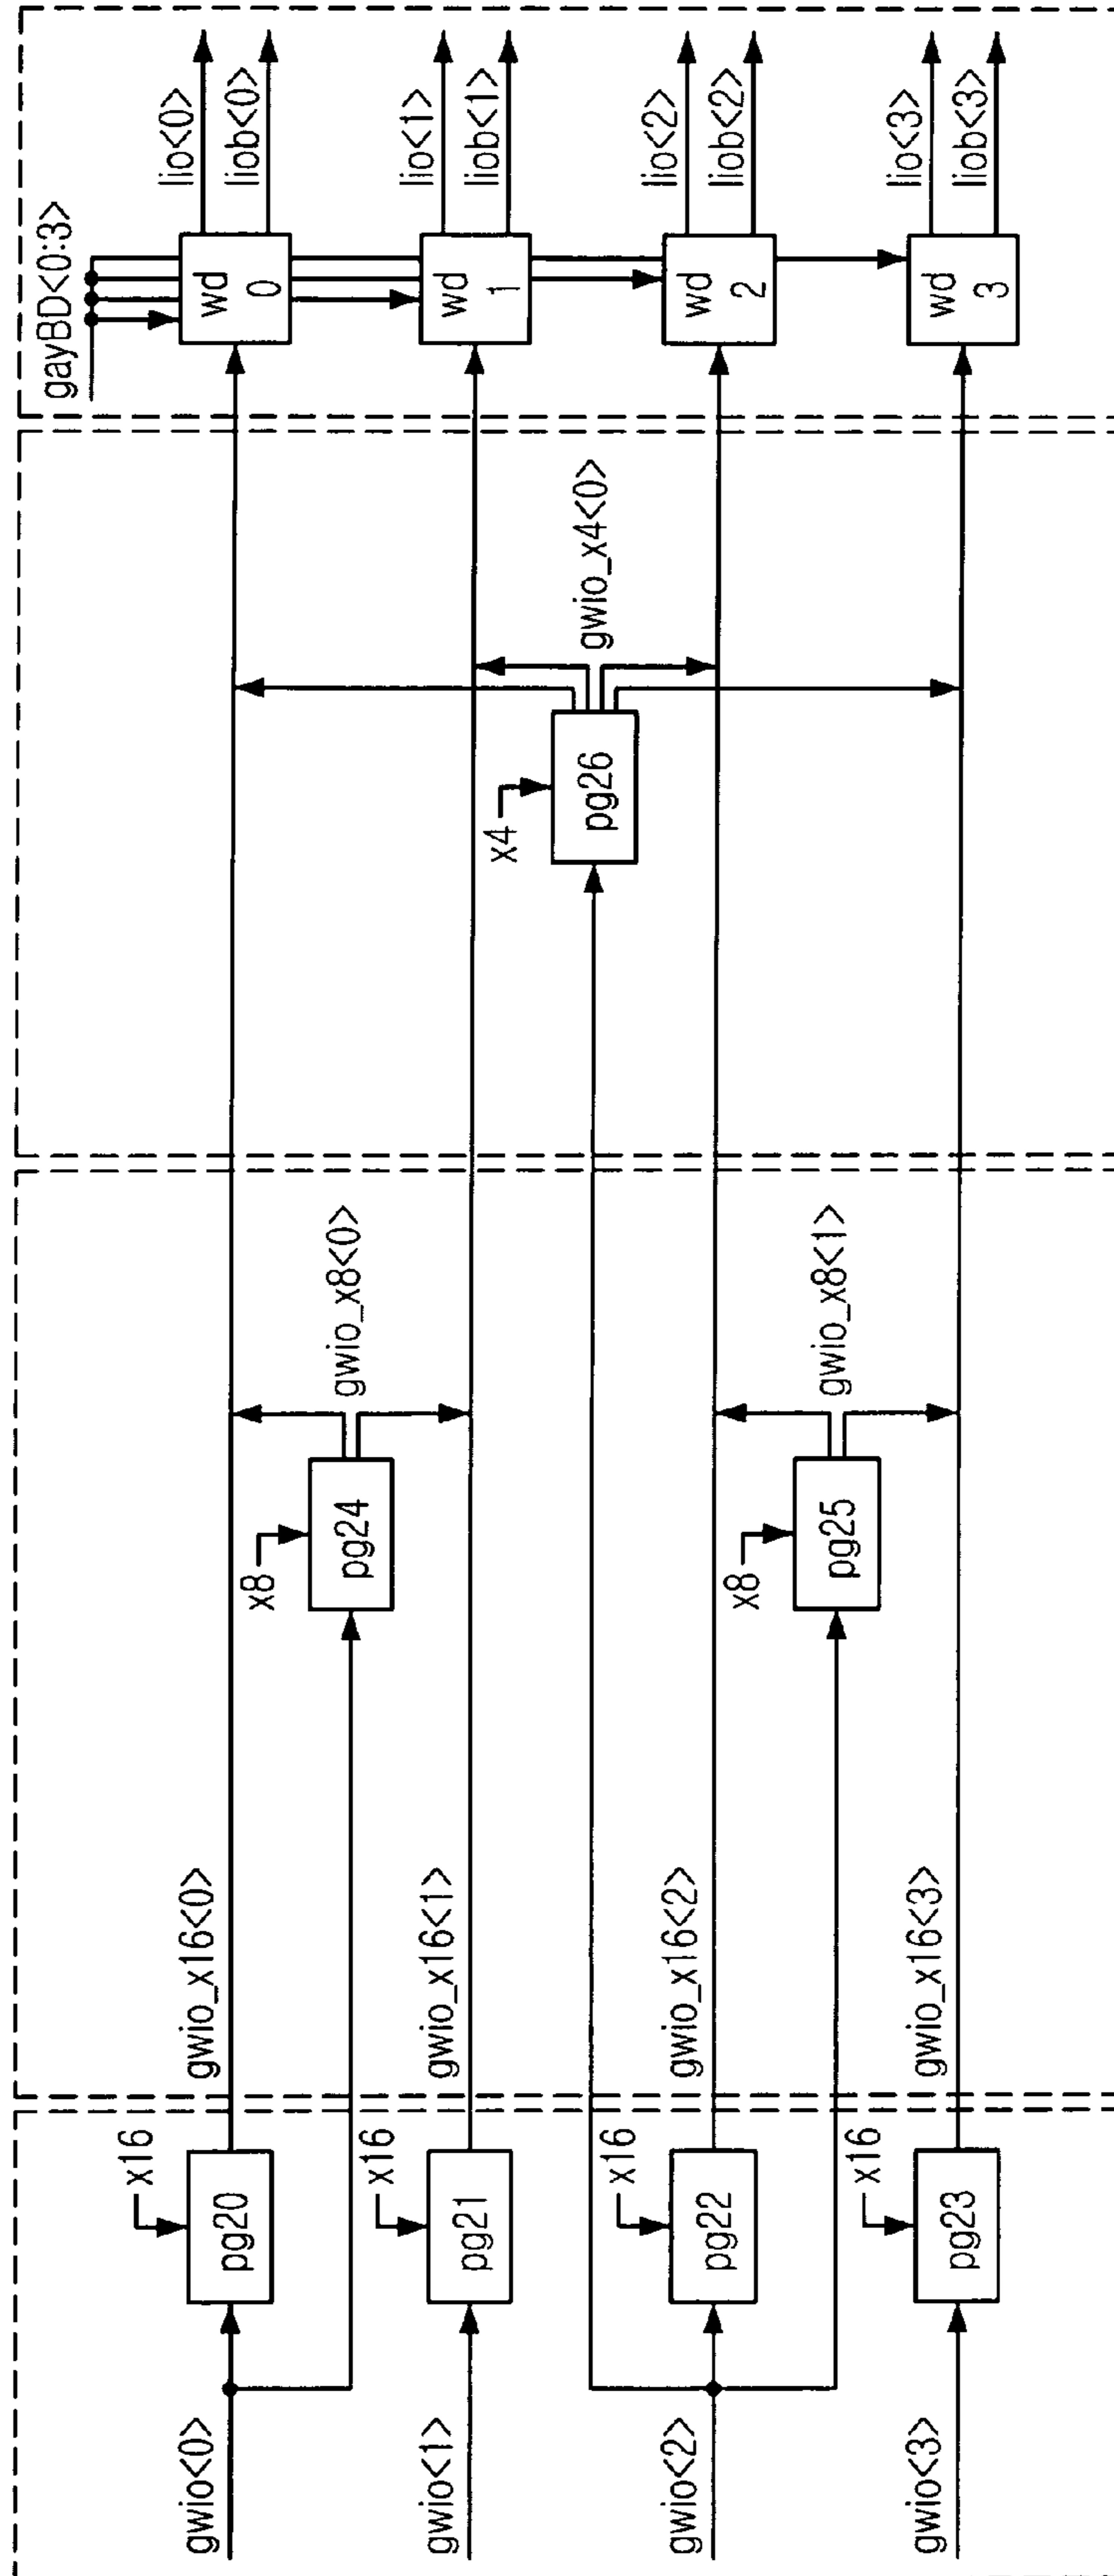 gwio<0>
x16
pg20
gwio_x16<0>
x8
pg24
gwio_x8<0>
gayBD<0:3>
wd
0
lio<0>
liob<0>
gwio<1>
x16
pg21
gwio_x16<1>
wd
1
lio<1>
liob<1>
x4
pg26
gwio_x4<0>
gwio<2>
x16
pg22
gwio_x16<2>
x8
pg25
gwio_x8<1>
wd
2
lio<2>
liob<2>
gwio<3>
x16
pg23
gwio_x16<3>
wd
3
lio<3>
liob<3>